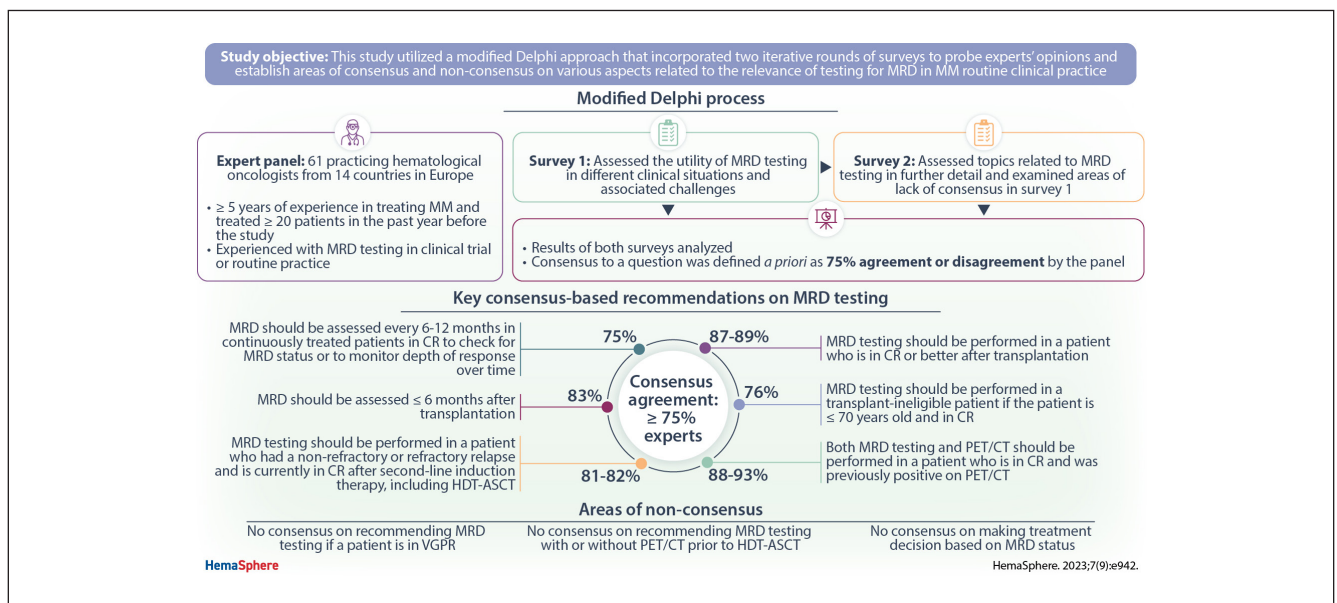 Study objective: This study utilized a modified Delphi approach that incorporated two iterative rounds of surveys to probe experts' opinions and
establish areas of consensus and non-consensus on various aspects related to the relevance of testing for MRD in MM routine clinical practice
Modified Delphi process
Expert panel: 61 practicing hematological
oncologists from 14 countries in Europe
• ≥ 5 years of experience in treating MM and
treated ≥ 20 patients in the past year before
the study
• Experienced with MRD testing in clinical trial
or routine practice
Survey 1: Assessed the utility of MRD testing
in different clinical situations and
associated challenges
Survey 2: Assessed topics related to MRD
testing in further detail and examined areas of
lack of consensus in survey 1
• Results of both surveys analyzed
• Consensus to a question was defined a priori as 75% agreement or disagreement by the panel
Key consensus-based recommendations on MRD testing
MRD should be assessed every 6-12 months in
continuously treated patients in CR to check for
MRD status or to monitor depth of response
over time
75%
MRD should be assessed ≤ 6 months after
transplantation
83%
MRD testing should be performed in a patient
who had a non-refractory or refractory relapse
and is currently in CR after second-line induction
therapy, including HDT-ASCT
81-82%
Consensus
agreement:
≥ 75%
experts
87-89%
MRD testing should be performed in a patient
who is in CR or better after transplantation
76%
MRD testing should be performed in a
transplant-ineligible patient if the patient is
≤ 70 years old and in CR
88-93%
Both MRD testing and PET/CT should be
performed in a patient who is in CR and was
previously positive on PET/CT
Areas of non-consensus
No consensus on recommending MRD
testing if a patient is in VGPR
No consensus on recommending MRD testing
with or without PET/CT prior to HDT-ASCT
No consensus on making treatment
decision based on MRD status
HemaSphere
HemaSphere. 2023;7(9):e942.